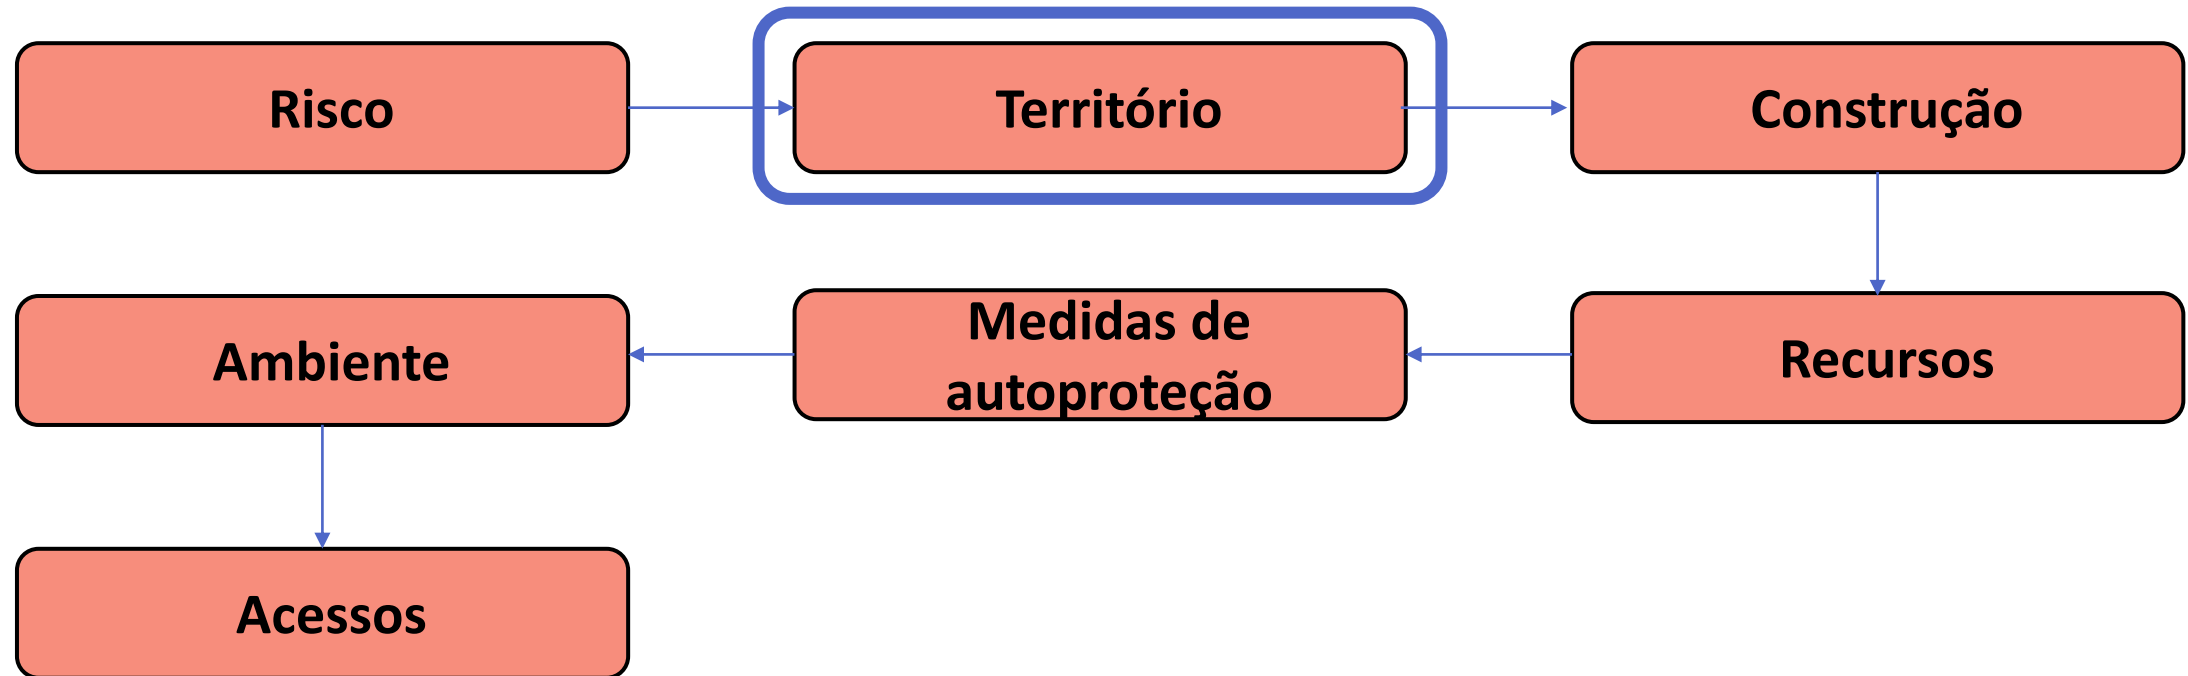 Risco
Território
Construção
Ambiente
Medidas de
autoproteção
Recursos
Acessos